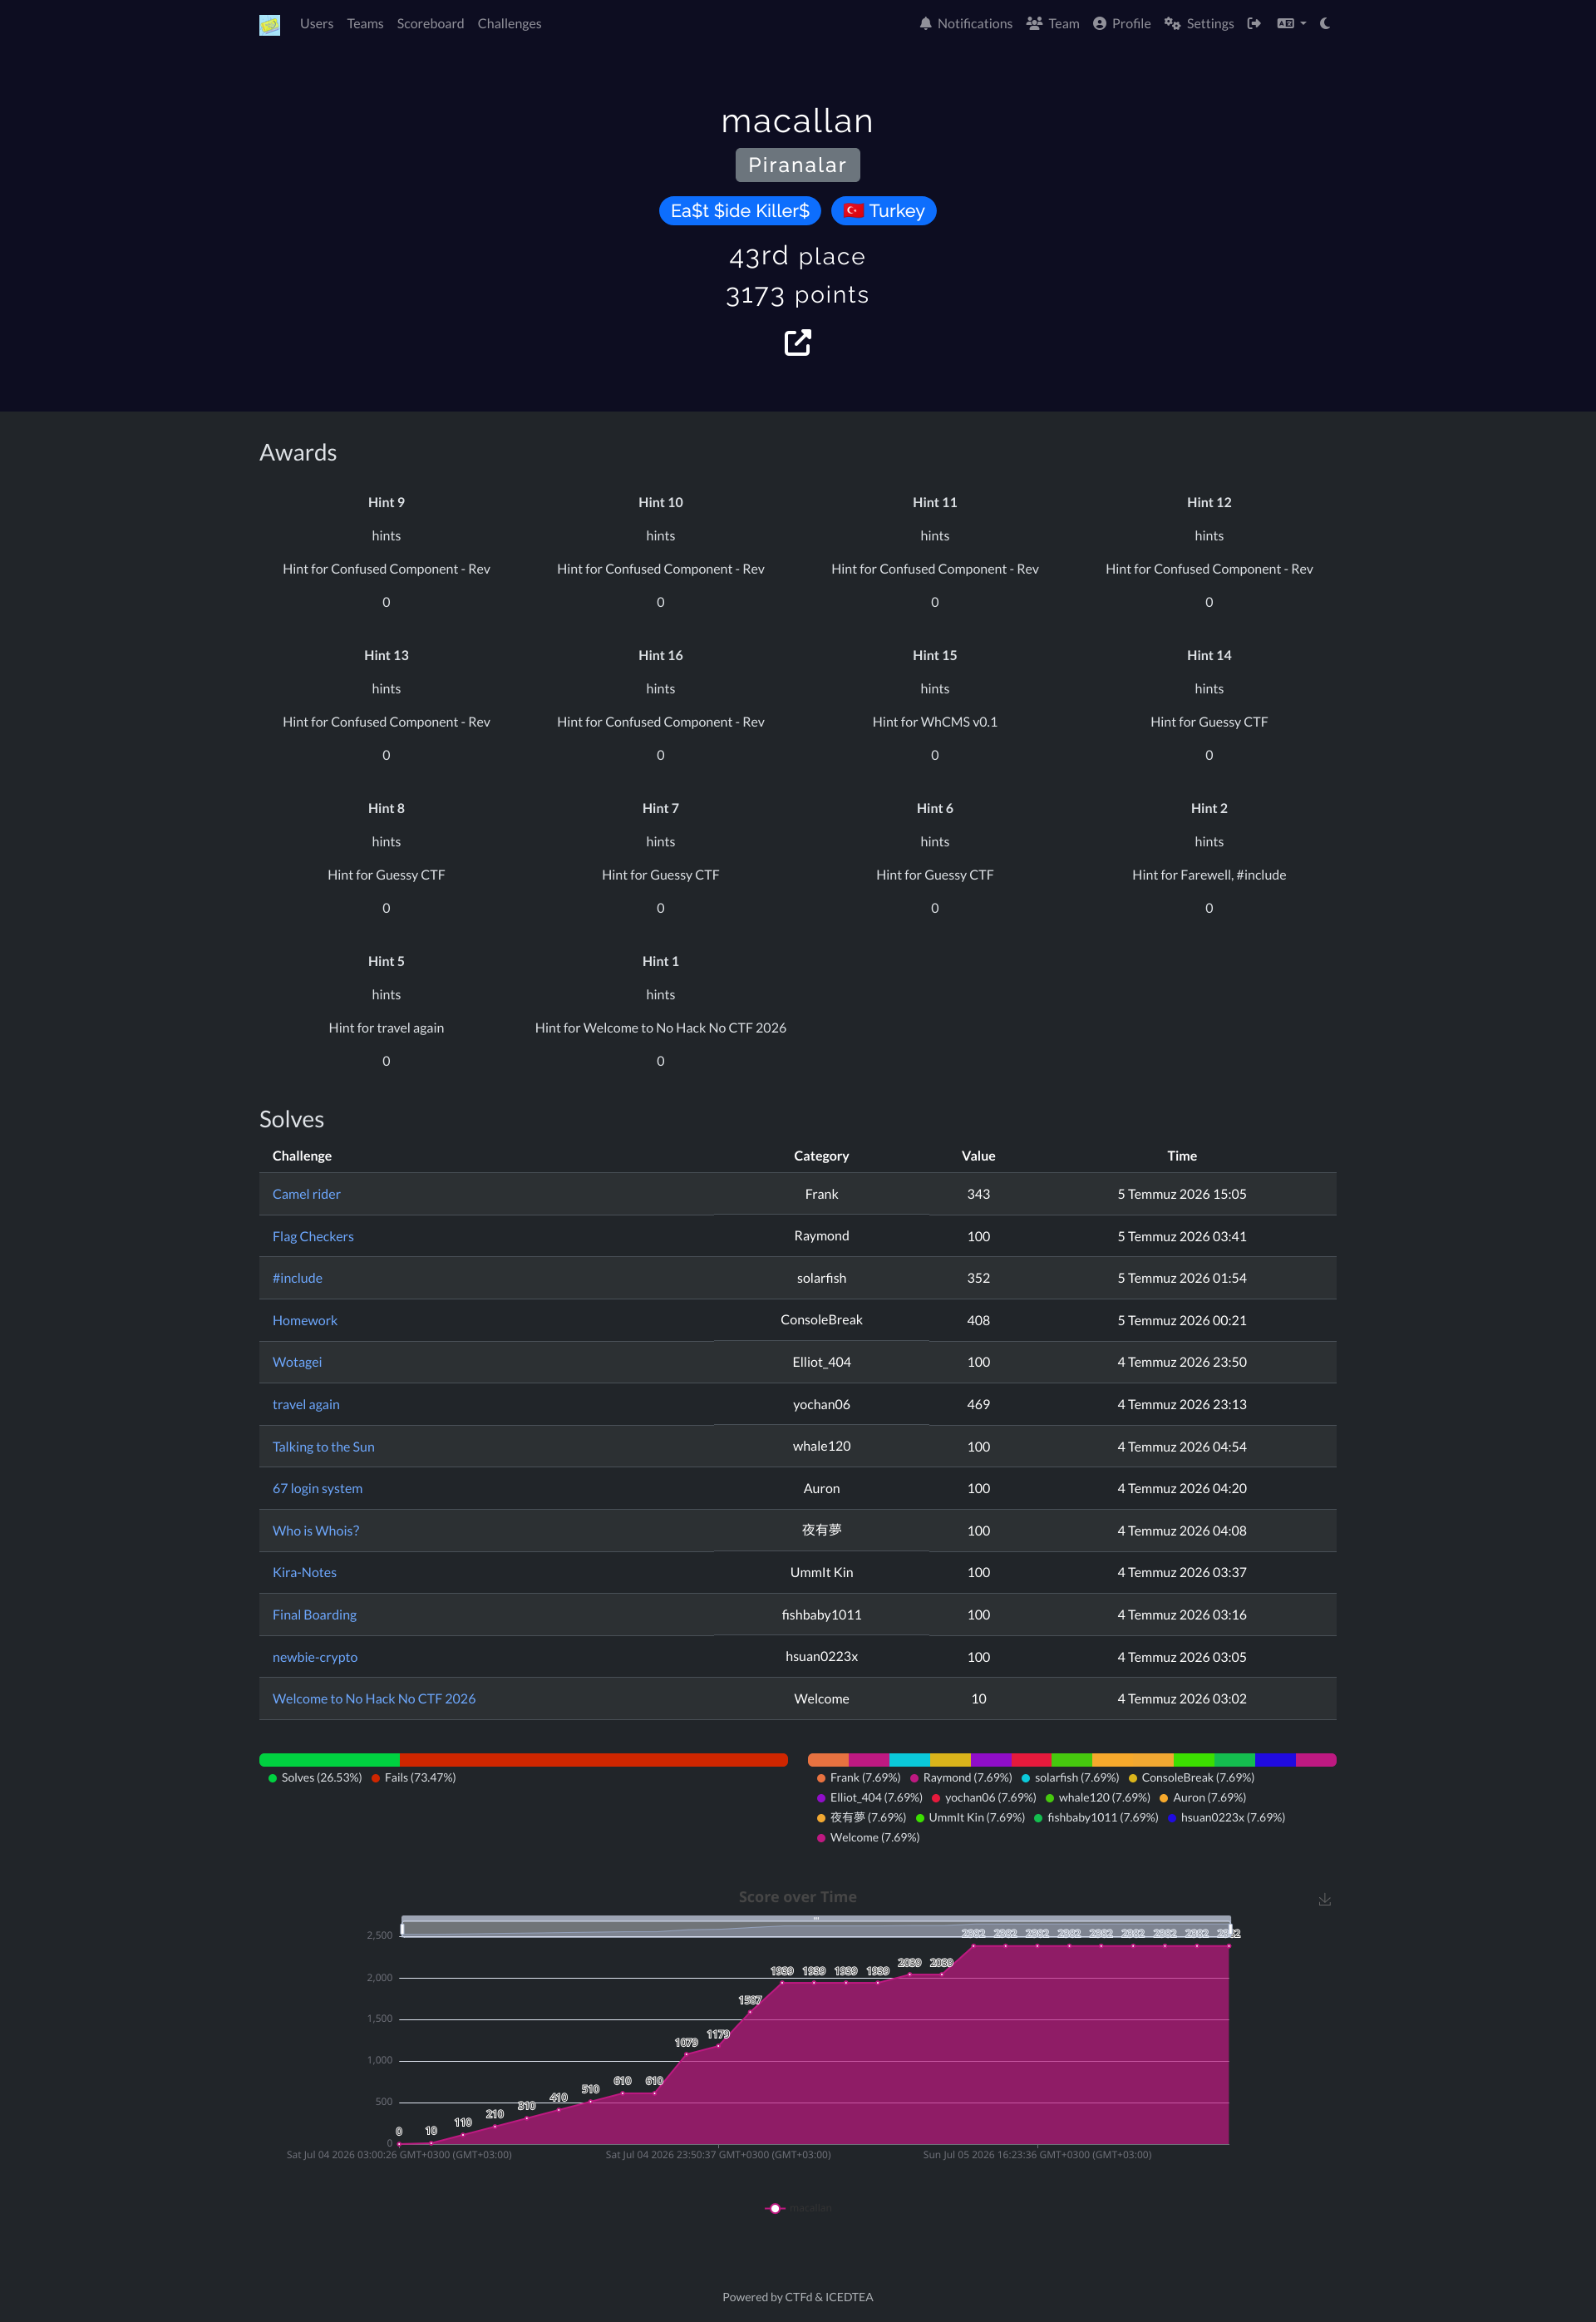 Users Teams Scoreboard Challenges Notifications Team Profile Settings
macallan
Piranalar
Ea$t $ide Killer$ Turkey
43rd place
3173 points
Awards
Hint 9 Hint 10 Hint 11 Hint 12
hints hints hints hints
Hint for Confused Component - Rev Hint for Confused Component - Rev Hint for Confused Component - Rev Hint for Confused Component - Rev
0 0 0 0
Hint 13 Hint 16 Hint 15 Hint 14
hints hints hints hints
Hint for Confused Component - Rev Hint for Confused Component - Rev Hint for WhCMS v0.1 Hint for Guessy CTF
0 0 0 0
Hint 8 Hint 7 Hint 6 Hint 2
hints hints hints hints
Hint for Guessy CTF Hint for Guessy CTF Hint for Guessy CTF Hint for Farewell, #include
0 0 0 0
Hint 5 Hint 1
hints hints
Hint for travel again Hint for Welcome to No Hack No CTF 2026
0 0
Solves
Challenge Category Value Time
Camel rider Frank 343 5 Temmuz 2026 15:05
Flag Checkers Raymond 100 5 Temmuz 2026 03:41
#include solarfish 352 5 Temmuz 2026 01:54
Homework ConsoleBreak 408 5 Temmuz 2026 00:21
Wotagei Elliot_404 100 4 Temmuz 2026 23:50
travel again yochan06 469 4 Temmuz 2026 23:13
Talking to the Sun whale120 100 4 Temmuz 2026 04:54
67 login system Auron 100 4 Temmuz 2026 04:20
Who is Whois? 夜有夢 100 4 Temmuz 2026 04:08
Kira-Notes UmmIt Kin 100 4 Temmuz 2026 03:37
Final Boarding fishbaby1011 100 4 Temmuz 2026 03:16
newbie-crypto hsuan0223x 100 4 Temmuz 2026 03:05
Welcome to No Hack No CTF 2026 Welcome 10 4 Temmuz 2026 03:02
Solves (26.53%) Fails (73.47%)
Frank (7.69%) Raymond (7.69%) solarfish (7.69%) ConsoleBreak (7.69%)
Elliot_404 (7.69%) yochan06 (7.69%) whale120 (7.69%) Auron (7.69%)
夜有夢 (7.69%) UmmIt Kin (7.69%) fishbaby1011 (7.69%) hsuan0223x (7.69%)
Welcome (7.69%)
Score over Time
2,500 2382 2382 2382 2382 2382 2382 2382 2382 2382
2,000 1939 1939 1939 1939 2039 2039
1,500 1587
1,000 1079 1179
500 410 510 610 610
0 0 10 110 210 310
Sat Jul 04 2026 03:00:26 GMT+0300 (GMT+03:00) Sat Jul 04 2026 23:50:37 GMT+0300 (GMT+03:00) Sun Jul 05 2026 16:23:36 GMT+0300 (GMT+03:00)
macallan
Powered by CTFd & ICEDTEA